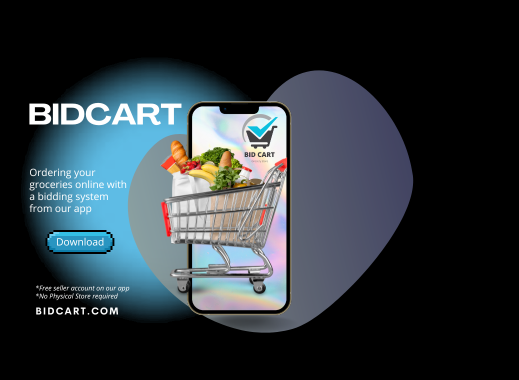 BIDCART
BID CART
Ordering your
groceries online with
a bidding system
from our app
Download
*Free seller account on our app
*No Physical Store required
BIDCART.COM